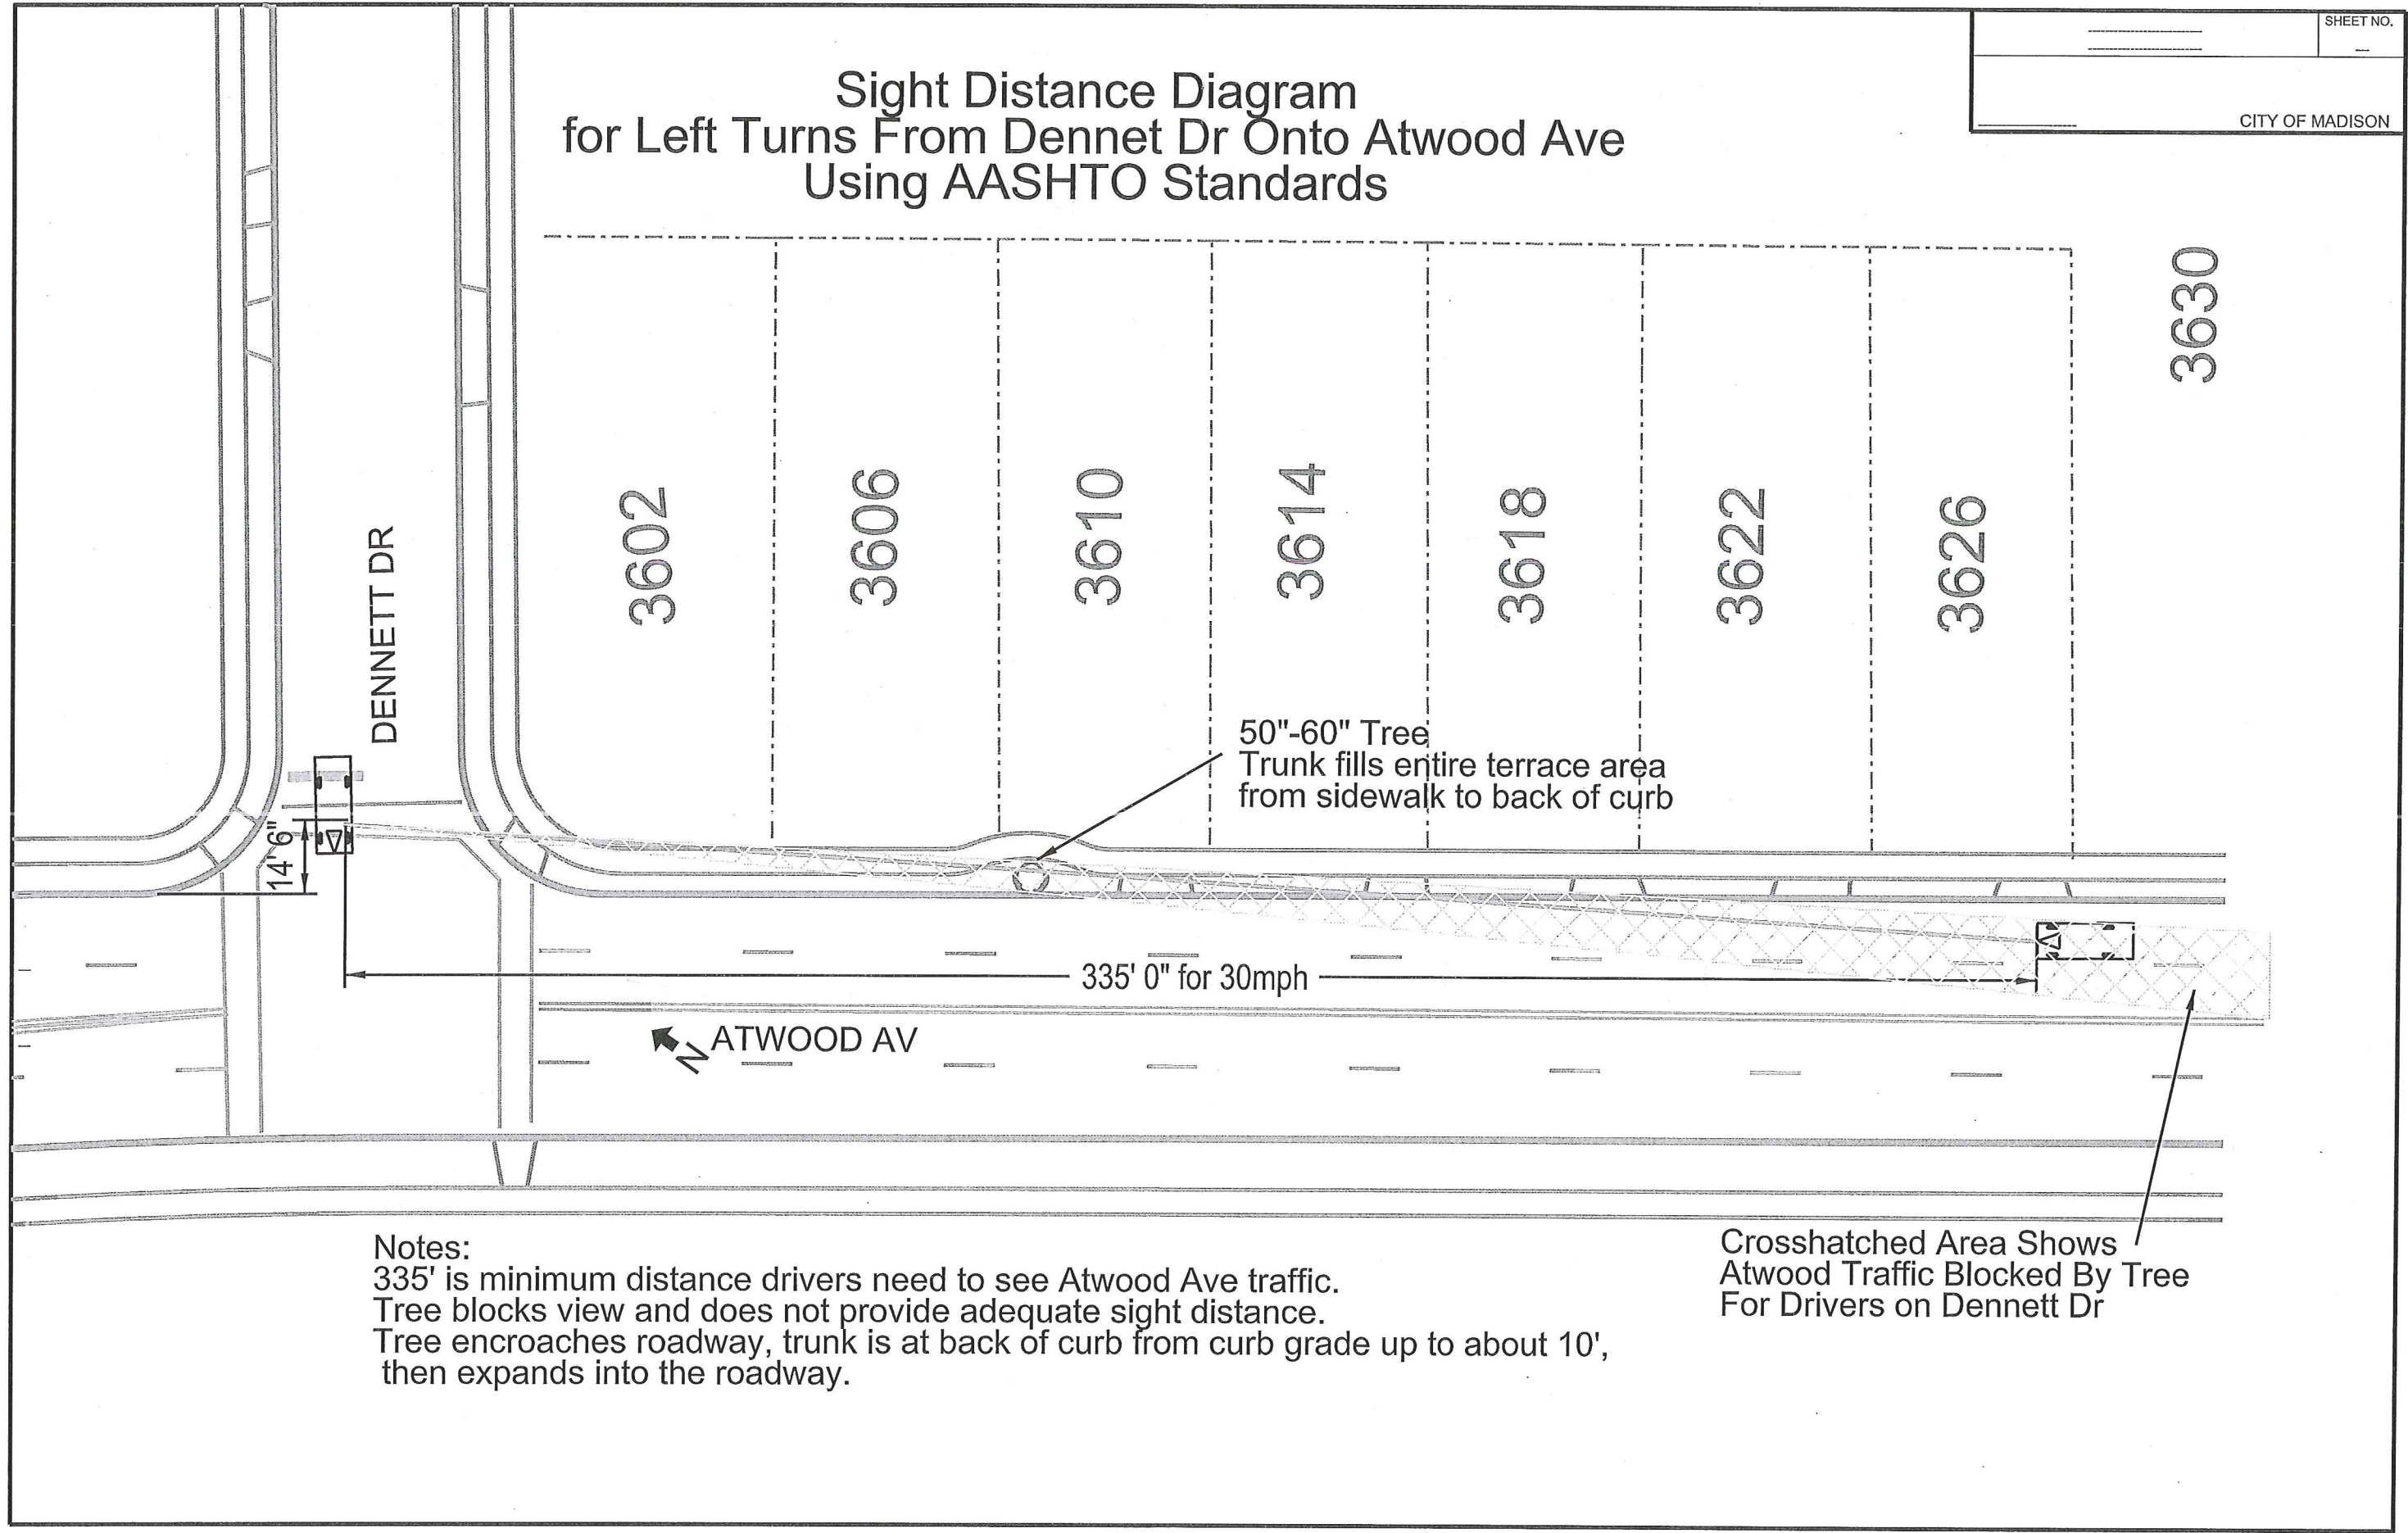 SHEET NO.
CITY OF MADISON
Sight Distance Diagram
for Left Turns From Dennet Dr Onto Atwood Ave
Using AASHTO Standards
3630
3602
3606
3610
3614
3618
3622
3626
DENNETT DR
50"-60" Tree
Trunk fills entire terrace area
from sidewalk to back of curb
14' 6"
335' 0" for 30mph
N
ATWOOD AV
Notes:
335' is minimum distance drivers need to see Atwood Ave traffic.
Tree blocks view and does not provide adequate sight distance.
Tree encroaches roadway, trunk is at back of curb from curb grade up to about 10',
then expands into the roadway.
Crosshatched Area Shows
Atwood Traffic Blocked By Tree
For Drivers on Dennett Dr